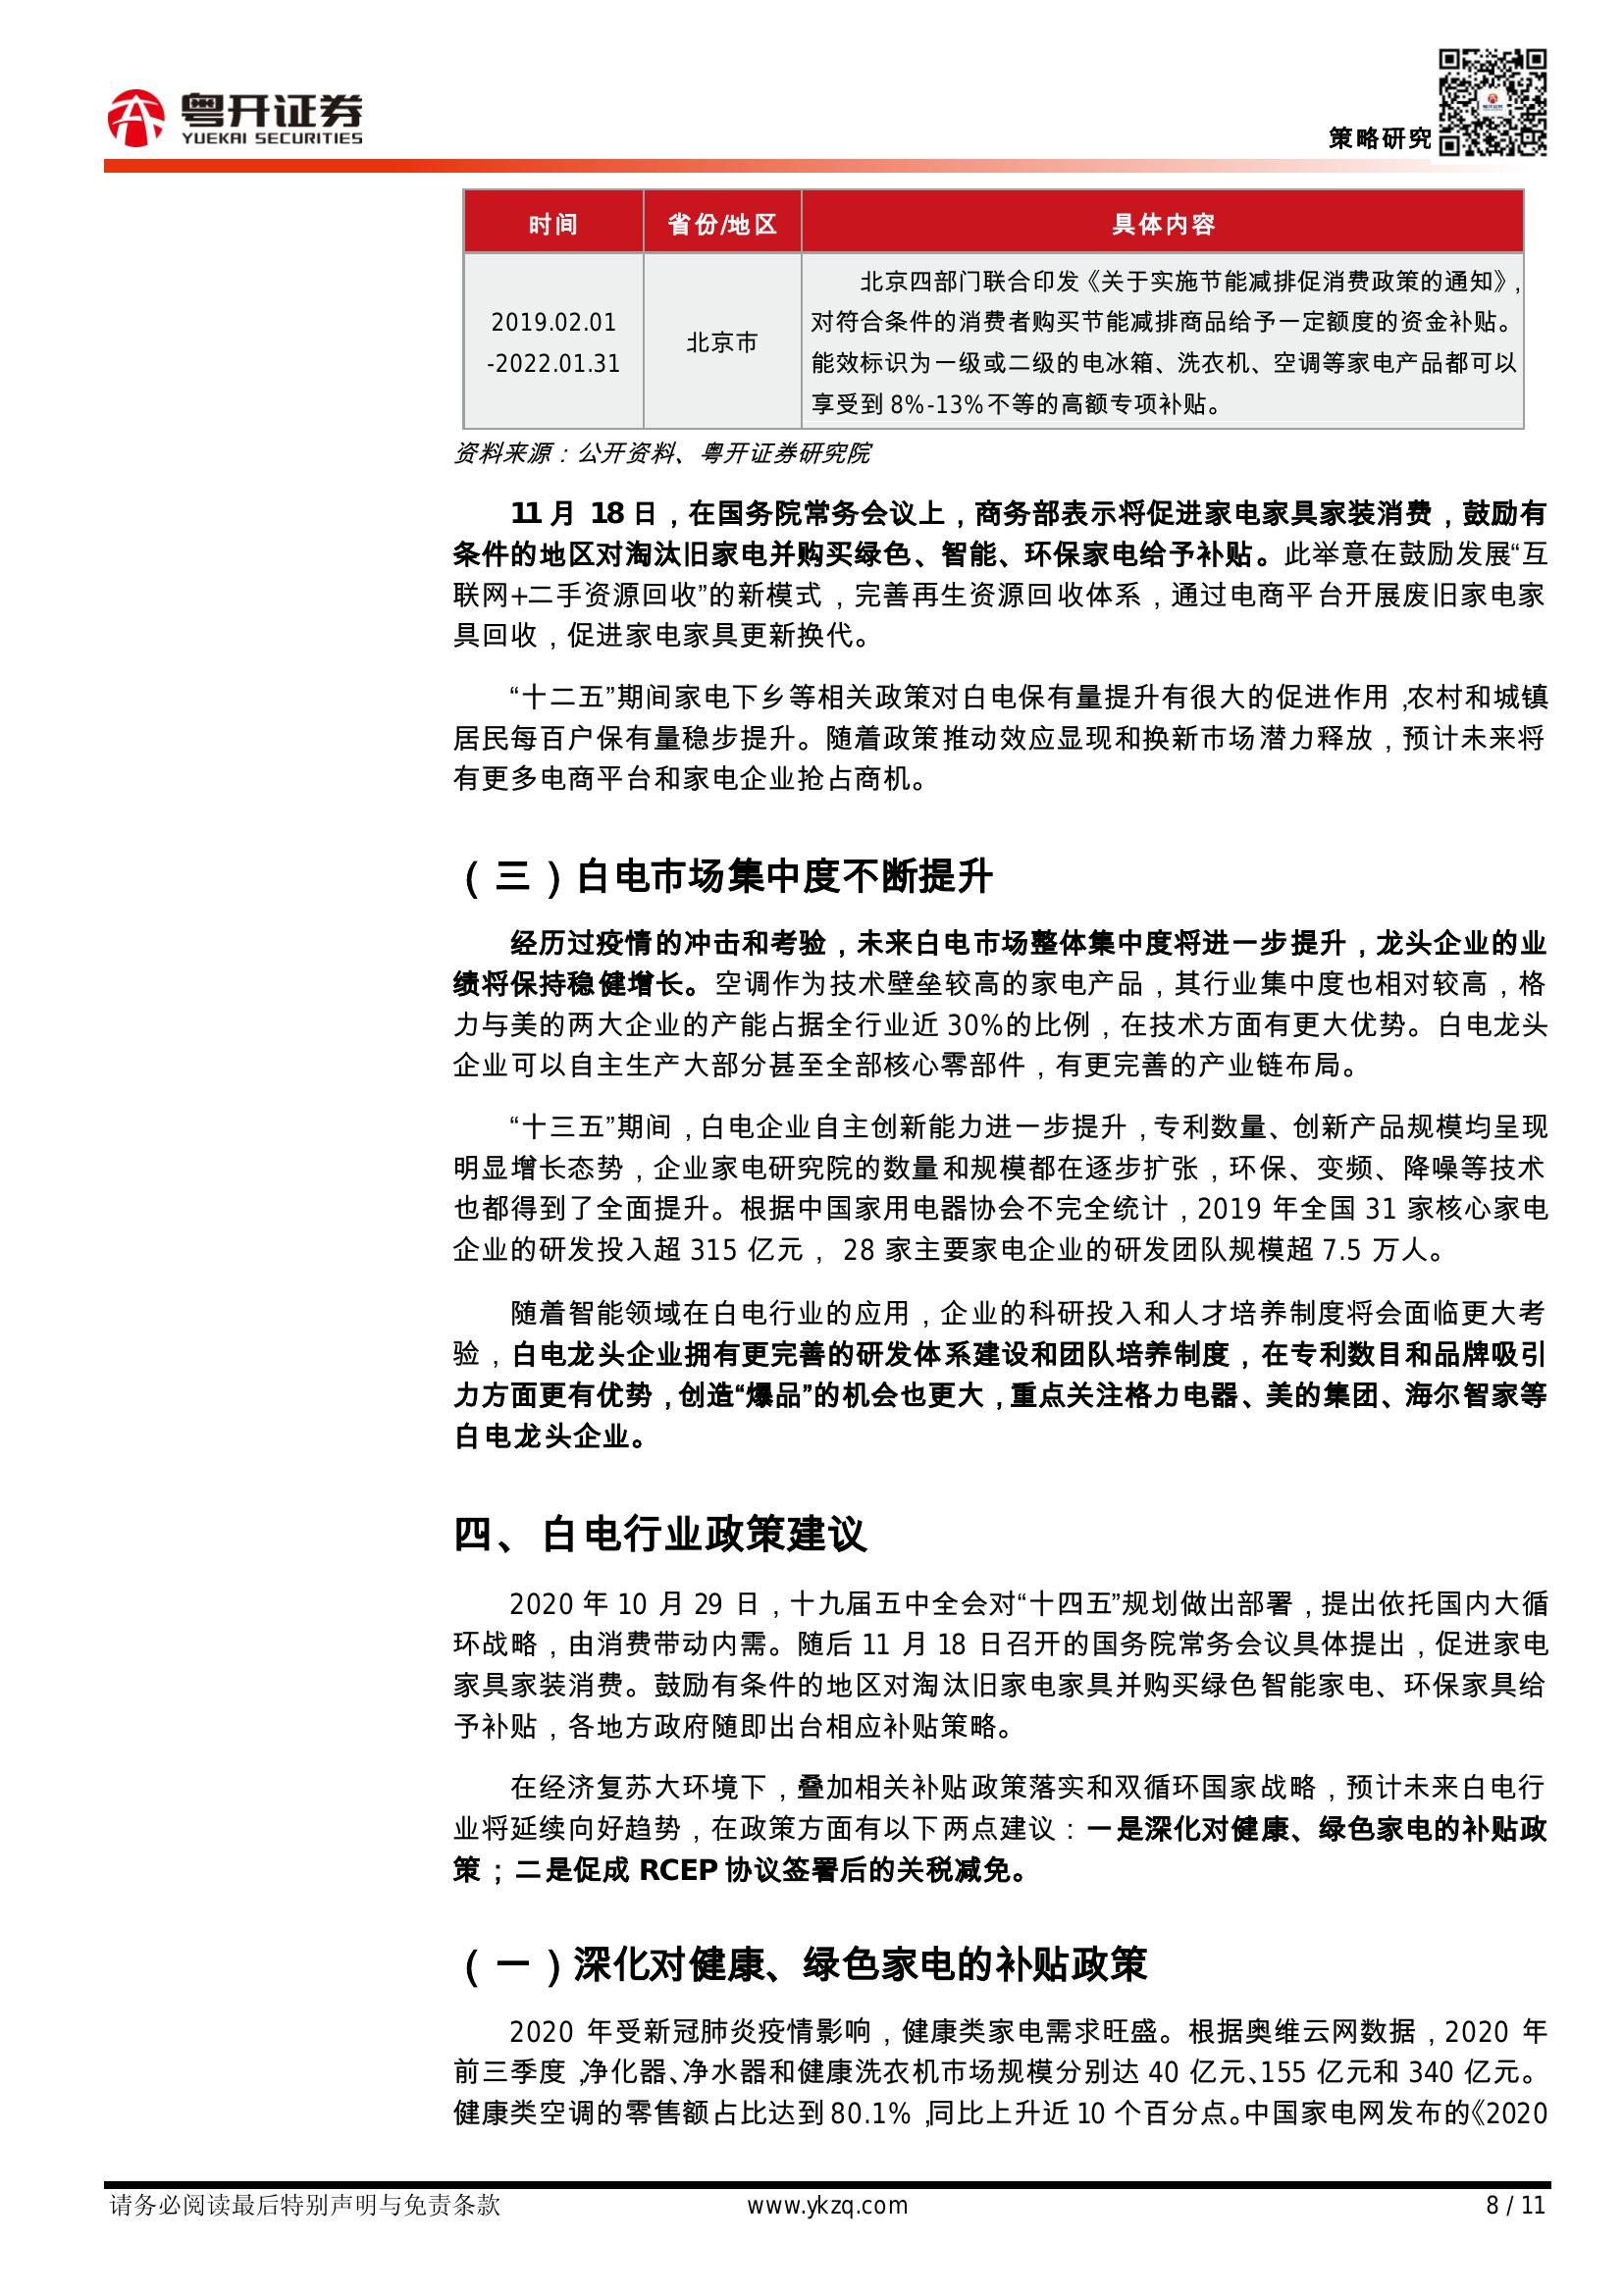 粤开证券
YUEKAI SECURITIES
策略研究
时间 省份/地区 具体内容
2019.02.01
-2022.01.31
北京市
北京四部门联合印发《关于实施节能减排促消费政策的通知》,
对符合条件的消费者购买节能减排商品给予一定额度的资金补贴。
能效标识为一级或二级的电冰箱、洗衣机、空调等家电产品都可以
享受到 8%-13%不等的高额专项补贴。
资料来源：公开资料、粤开证券研究院
11 月 18 日，在国务院常务会议上，商务部表示将促进家电家具家装消费，鼓励有
条件的地区对淘汰旧家电并购买绿色、智能、环保家电给予补贴。此举意在鼓励发展“互
联网+二手资源回收”的新模式，完善再生资源回收体系，通过电商平台开展废旧家电家
具回收，促进家电家具更新换代。
“十二五”期间家电下乡等相关政策对白电保有量提升有很大的促进作用，农村和城镇
居民每百户保有量稳步提升。随着政策推动效应显现和换新市场潜力释放，预计未来将
有更多电商平台和家电企业抢占商机。
（三）白电市场集中度不断提升
经历过疫情的冲击和考验，未来白电市场整体集中度将进一步提升，龙头企业的业
绩将保持稳健增长。空调作为技术壁垒较高的家电产品，其行业集中度也相对较高，格
力与美的两大企业的产能占据全行业近 30%的比例，在技术方面有更大优势。白电龙头
企业可以自主生产大部分甚至全部核心零部件，有更完善的产业链布局。
“十三五”期间，白电企业自主创新能力进一步提升，专利数量、创新产品规模均呈现
明显增长态势，企业家电研究院的数量和规模都在逐步扩张，环保、变频、降噪等技术
也都得到了全面提升。根据中国家用电器协会不完全统计，2019 年全国 31 家核心家电
企业的研发投入超 315 亿元， 28 家主要家电企业的研发团队规模超 7.5 万人。
随着智能领域在白电行业的应用，企业的科研投入和人才培养制度将会面临更大考
验，白电龙头企业拥有更完善的研发体系建设和团队培养制度，在专利数目和品牌吸引
力方面更有优势，创造“爆品”的机会也更大，重点关注格力电器、美的集团、海尔智家等
白电龙头企业。
四、白电行业政策建议
2020 年 10 月 29 日，十九届五中全会对“十四五”规划做出部署，提出依托国内大循
环战略，由消费带动内需。随后 11 月 18 日召开的国务院常务会议具体提出，促进家电
家具家装消费。鼓励有条件的地区对淘汰旧家电家具并购买绿色智能家电、环保家具给
予补贴，各地方政府随即出台相应补贴策略。
在经济复苏大环境下，叠加相关补贴政策落实和双循环国家战略，预计未来白电行
业将延续向好趋势，在政策方面有以下两点建议：一是深化对健康、绿色家电的补贴政
策；二是促成 RCEP 协议签署后的关税减免。
（一）深化对健康、绿色家电的补贴政策
2020 年受新冠肺炎疫情影响，健康类家电需求旺盛。根据奥维云网数据，2020 年
前三季度，净化器、净水器和健康洗衣机市场规模分别达 40 亿元、155 亿元和 340 亿元。
健康类空调的零售额占比达到 80.1%，同比上升近 10 个百分点。中国家电网发布的《2020
请务必阅读最后特别声明与免责条款 www.ykzq.com 8 / 11